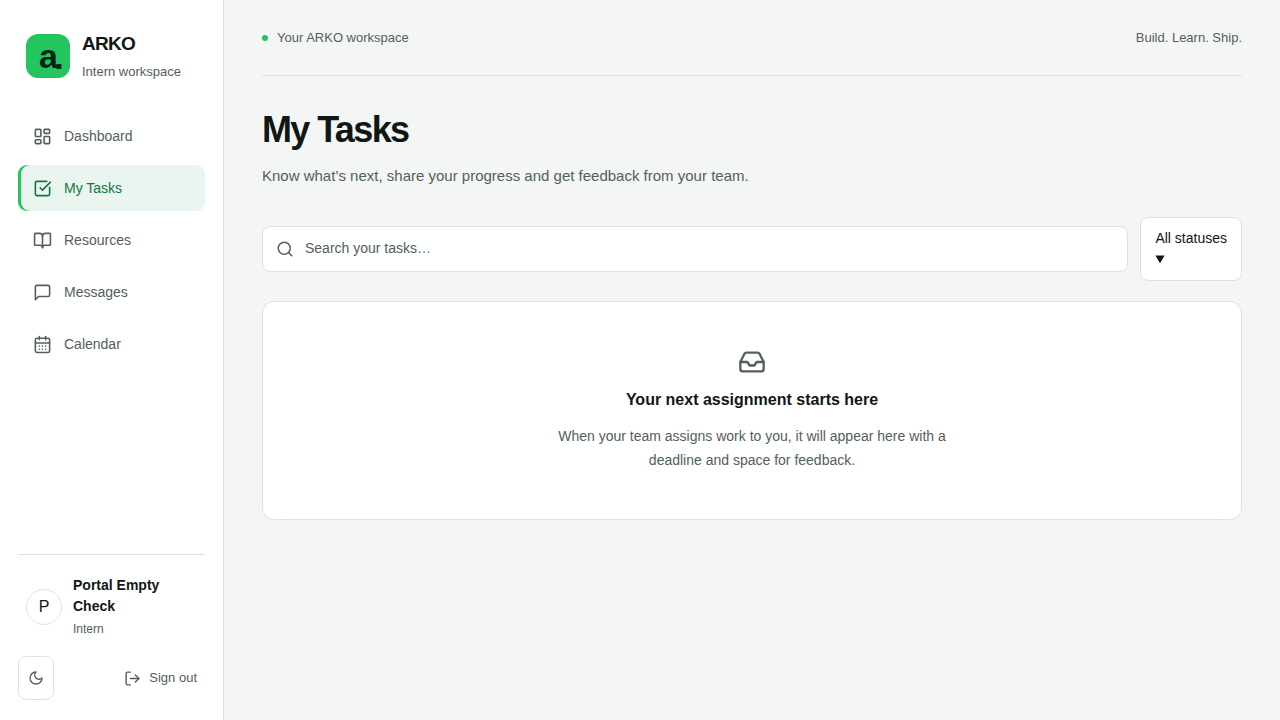 a.
ARKO
Intern workspace
Dashboard
My Tasks
Resources
Messages
Calendar
Portal Empty
Check
P
Intern
Sign out
Your ARKO workspace
Build. Learn. Ship.
My Tasks
Know what's next, share your progress and get feedback from your team.
Search your tasks…
All statuses
▼
Your next assignment starts here
When your team assigns work to you, it will appear here with a
deadline and space for feedback.